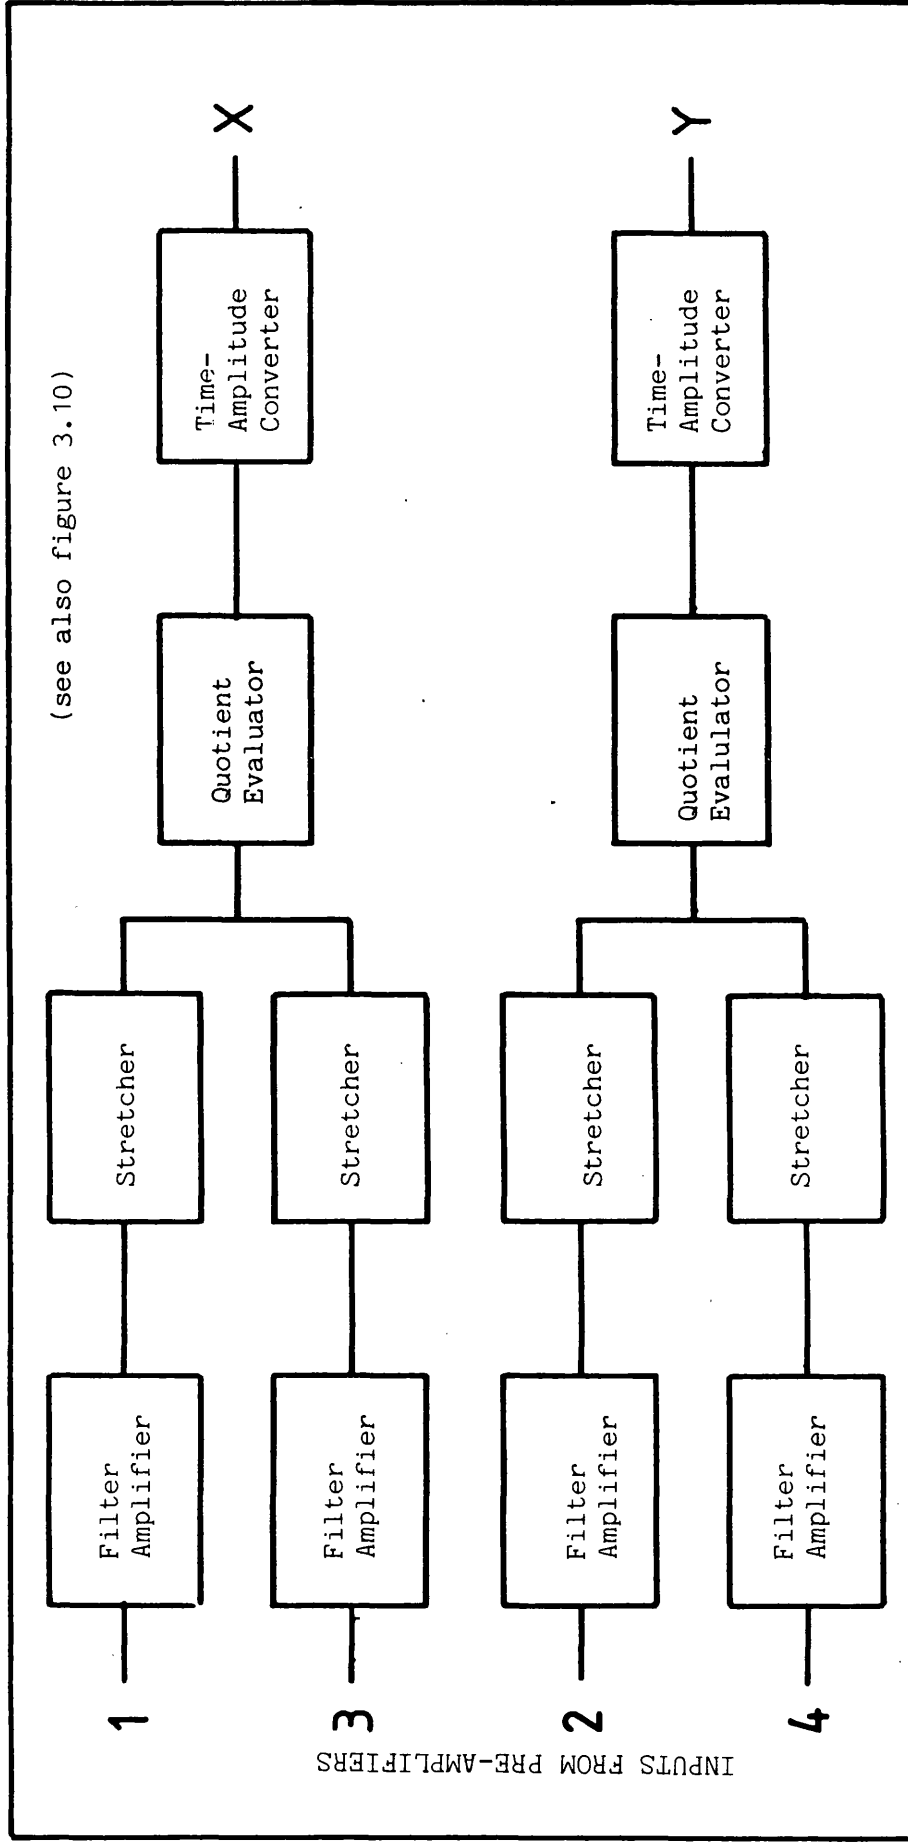 (see also figure 3.10)
INPUTS FROM PRE-AMPLIFIERS
1
Filter
Amplifier
Stretcher
3
Filter
Amplifier
Stretcher
Quotient
Evaluator
Time-
Amplitude
Converter
X
2
Filter
Amplifier
Stretcher
4
Filter
Amplifier
Stretcher
Quotient
Evalulator
Time-
Amplitude
Converter
Y